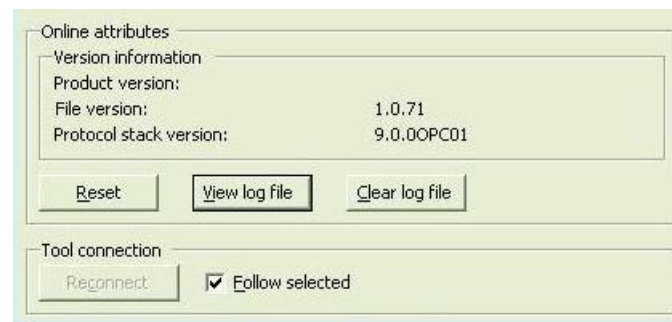 Online attributes
Version information
Product version:
File version: 1.0.71
Protocol stack version: 9.0.0OPC01
Reset View log file Clear log file
Tool connection
Reconnect Follow selected